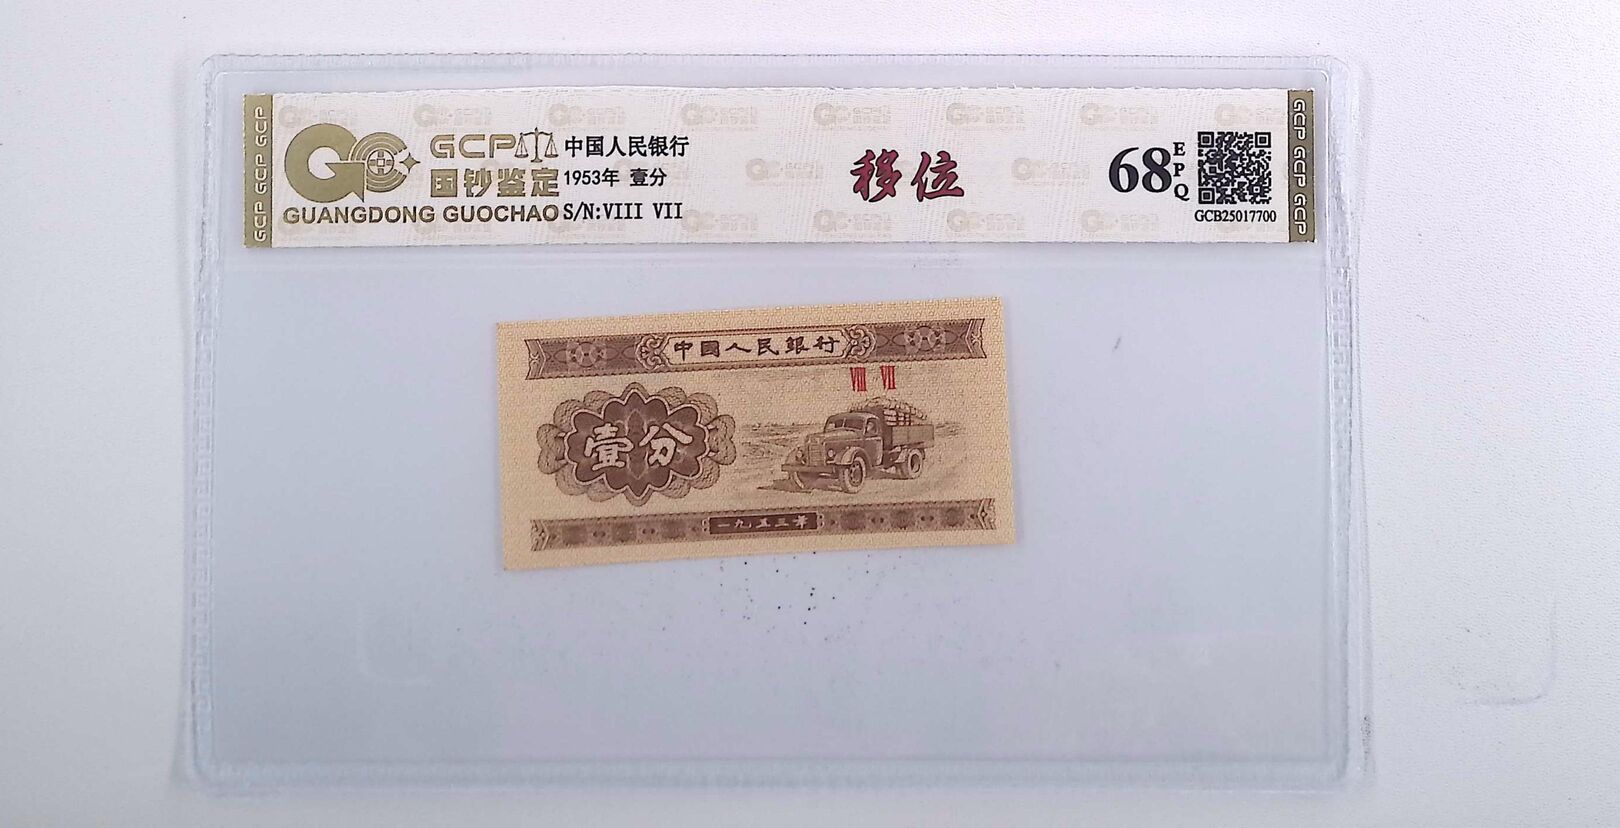 GCP GCP GCP
GCP
国钞鉴定
GUANGDONG GUOCHAO
中国人民银行
1953年 壹分
S/N:VIII VII
移位
68
EPQ
GCB25017700
GCP GCP GCP
中国人民銀行
VIII VII
壹分
一九五三年